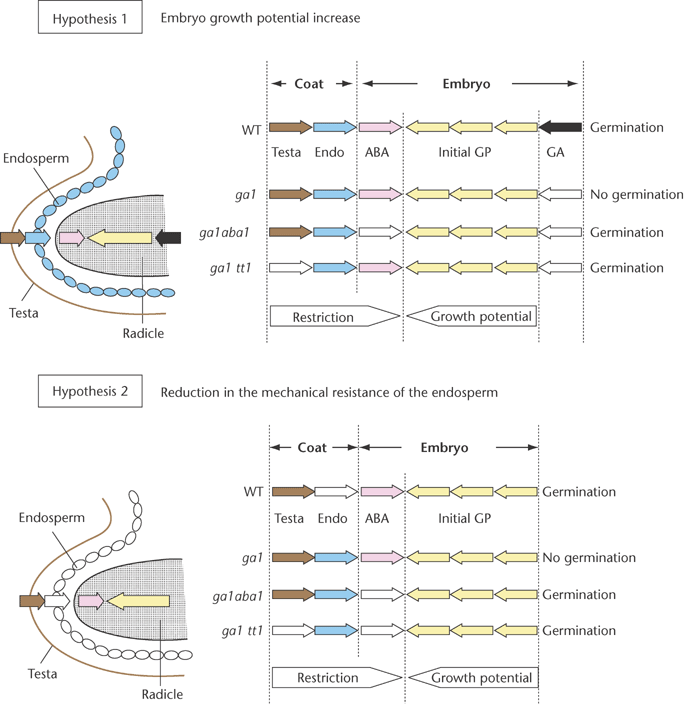 Hypothesis 1 Embryo growth potential increase
Coat Embryo
WT Germination
Testa Endo ABA Initial GP GA
ga1 No germination
ga1aba1 Germination
ga1 tt1 Germination
Restriction Growth potential
Endosperm
Testa
Radicle
Hypothesis 2 Reduction in the mechanical resistance of the endosperm
Coat Embryo
WT Germination
Testa Endo ABA Initial GP
ga1 No germination
ga1aba1 Germination
ga1 tt1 Germination
Restriction Growth potential
Endosperm
Testa
Radicle